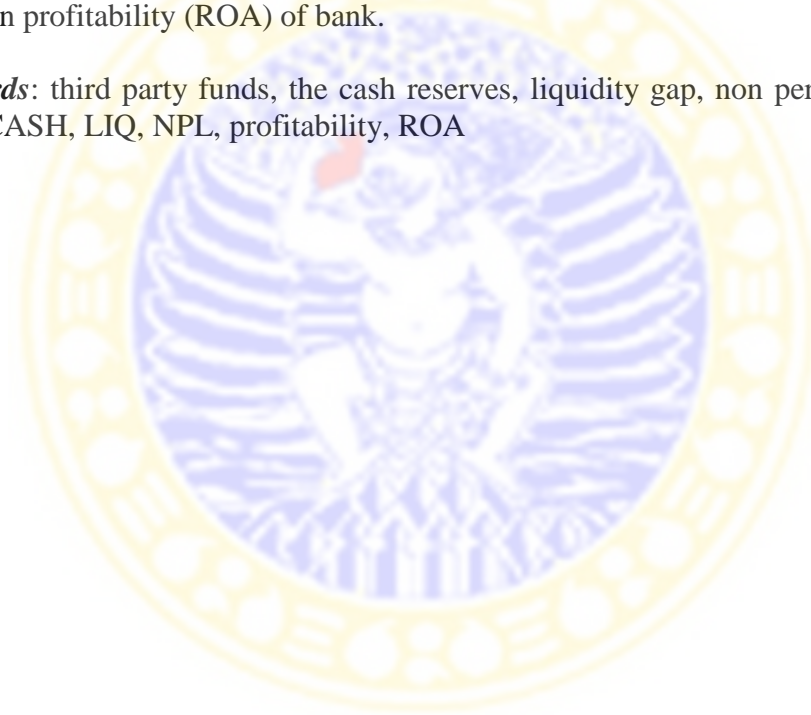 n profitability (ROA) of bank.
rds: third party funds, the cash reserves, liquidity gap, non per
CASH, LIQ, NPL, profitability, ROA